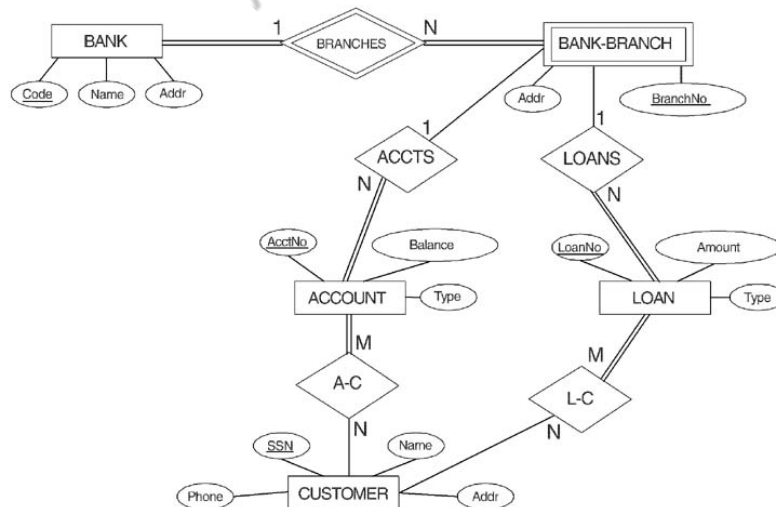 1 N
BANK BRANCHES BANK-BRANCH
Code Name Addr Addr BranchNo
1 1
ACCTS LOANS
N N
AcctNo Balance LoanNo Amount
ACCOUNT Type LOAN Type
M M
A-C L-C
N N
SSN Name
Phone CUSTOMER Addr